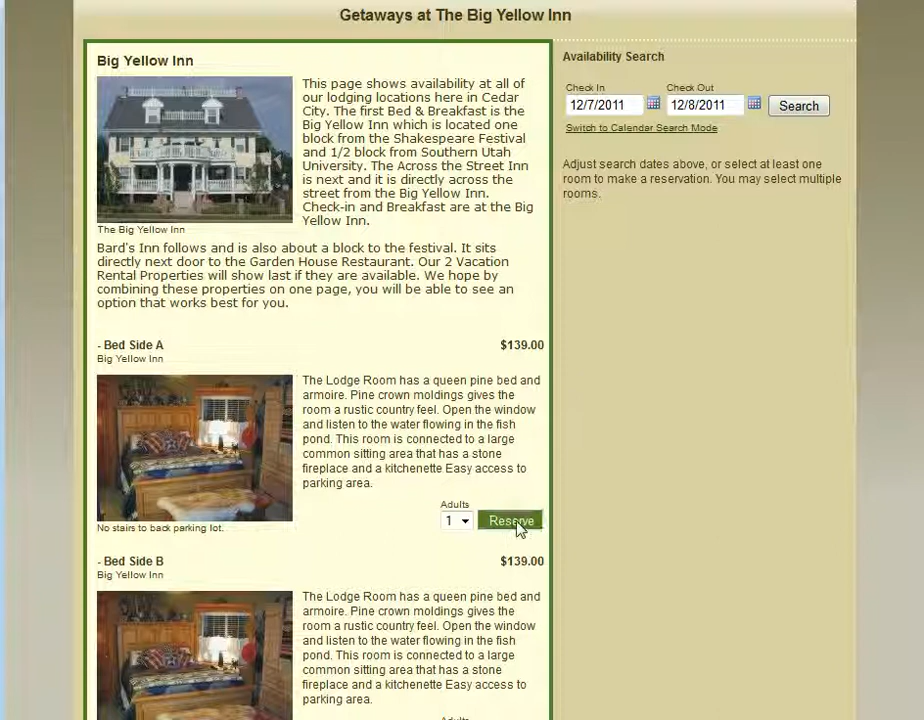 Getaways at The Big Yellow Inn
Big Yellow Inn
This page shows availability at all of
our lodging locations here in Cedar
City. The first Bed & Breakfast is the
Big Yellow Inn which is located one
block from the Shakespeare Festival
and 1/2 block from Southern Utah
University. The Across the Street Inn
is next and it is directly across the
street from the Big Yellow Inn.
Check-in and Breakfast are at the Big
Yellow Inn.
The Big Yellow Inn
Bard's Inn follows and is also about a block to the festival. It sits
directly next door to the Garden House Restaurant. Our 2 Vacation
Rental Properties will show last if they are available. We hope by
combining these properties on one page, you will be able to see an
option that works best for you.
- Bed Side A $139.00
Big Yellow Inn
The Lodge Room has a queen pine bed and
armoire. Pine crown moldings gives the
room a rustic country feel. Open the window
and listen to the water flowing in the fish
pond. This room is connected to a large
common sitting area that has a stone
fireplace and a kitchenette Easy access to
parking area.
Adults
1 Reserve
No stairs to back parking lot.
- Bed Side B $139.00
Big Yellow Inn
The Lodge Room has a queen pine bed and
armoire. Pine crown moldings gives the
room a rustic country feel. Open the window
and listen to the water flowing in the fish
pond. This room is connected to a large
common sitting area that has a stone
fireplace and a kitchenette Easy access to
parking area.
Availability Search
Check In Check Out
12/7/2011 12/8/2011 Search
Switch to Calendar Search Mode
Adjust search dates above, or select at least one
room to make a reservation. You may select multiple
rooms.